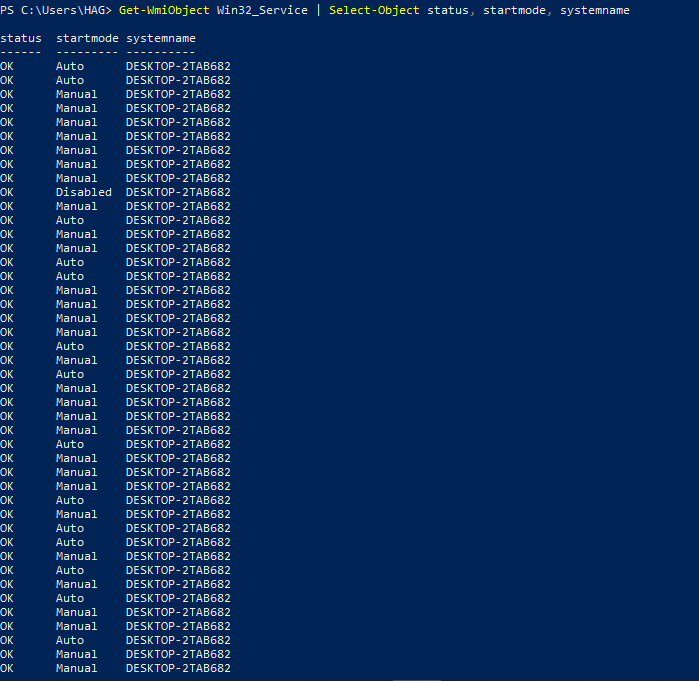 PS C:\Users\HAG> Get-WmiObject Win32_Service | Select-Object status, startmode, systemname
status startmode systemname
------ --------- ----------
OK Auto DESKTOP-2TAB682
OK Auto DESKTOP-2TAB682
OK Manual DESKTOP-2TAB682
OK Manual DESKTOP-2TAB682
OK Manual DESKTOP-2TAB682
OK Manual DESKTOP-2TAB682
OK Manual DESKTOP-2TAB682
OK Manual DESKTOP-2TAB682
OK Manual DESKTOP-2TAB682
OK Disabled DESKTOP-2TAB682
OK Manual DESKTOP-2TAB682
OK Auto DESKTOP-2TAB682
OK Manual DESKTOP-2TAB682
OK Manual DESKTOP-2TAB682
OK Auto DESKTOP-2TAB682
OK Auto DESKTOP-2TAB682
OK Manual DESKTOP-2TAB682
OK Manual DESKTOP-2TAB682
OK Manual DESKTOP-2TAB682
OK Manual DESKTOP-2TAB682
OK Auto DESKTOP-2TAB682
OK Manual DESKTOP-2TAB682
OK Auto DESKTOP-2TAB682
OK Manual DESKTOP-2TAB682
OK Manual DESKTOP-2TAB682
OK Manual DESKTOP-2TAB682
OK Manual DESKTOP-2TAB682
OK Auto DESKTOP-2TAB682
OK Manual DESKTOP-2TAB682
OK Manual DESKTOP-2TAB682
OK Manual DESKTOP-2TAB682
OK Auto DESKTOP-2TAB682
OK Manual DESKTOP-2TAB682
OK Auto DESKTOP-2TAB682
OK Auto DESKTOP-2TAB682
OK Manual DESKTOP-2TAB682
OK Auto DESKTOP-2TAB682
OK Manual DESKTOP-2TAB682
OK Auto DESKTOP-2TAB682
OK Manual DESKTOP-2TAB682
OK Manual DESKTOP-2TAB682
OK Auto DESKTOP-2TAB682
OK Manual DESKTOP-2TAB682
OK Manual DESKTOP-2TAB682